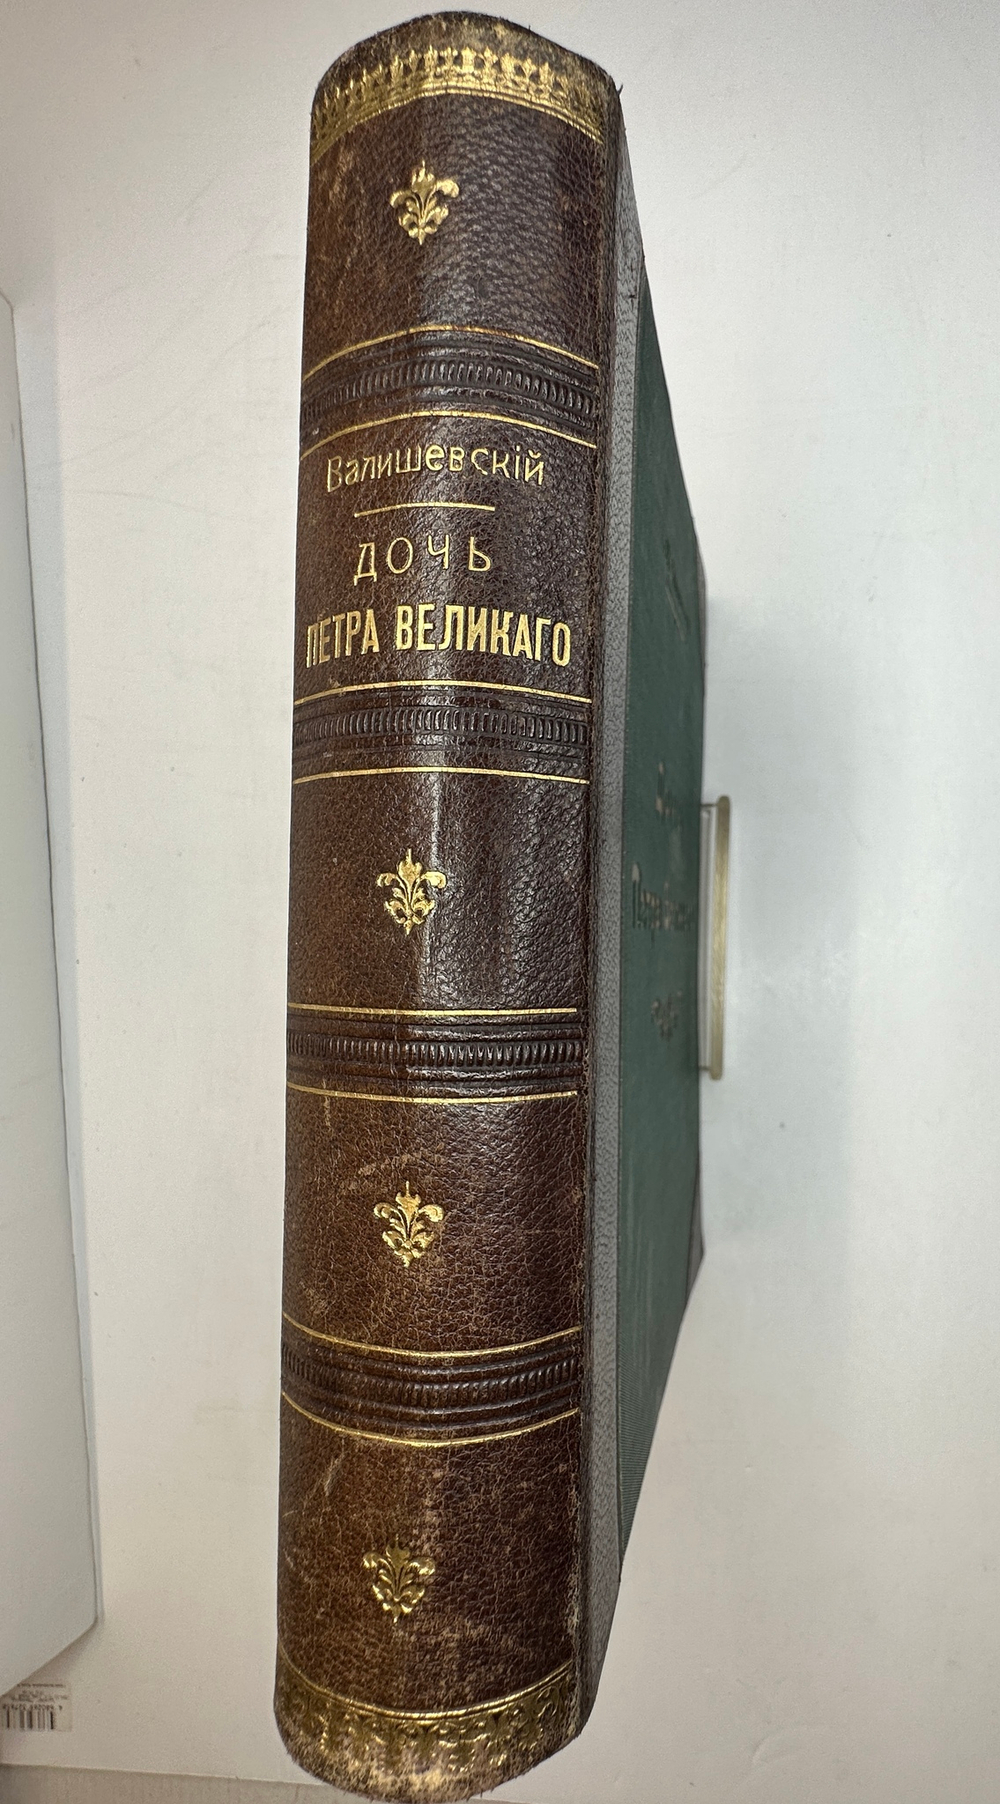 Валишевскій
ДОЧЬ
ПЕТРА ВЕЛИКАГО